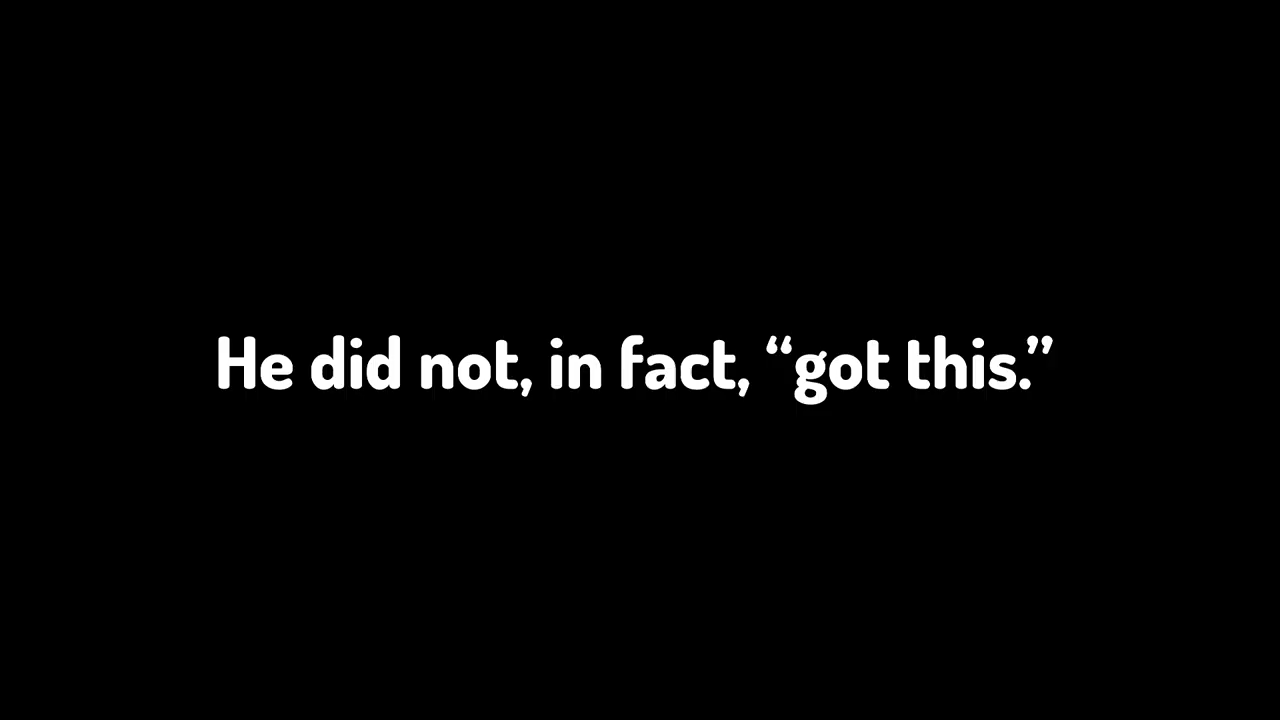 He did not, in fact, “got this.”